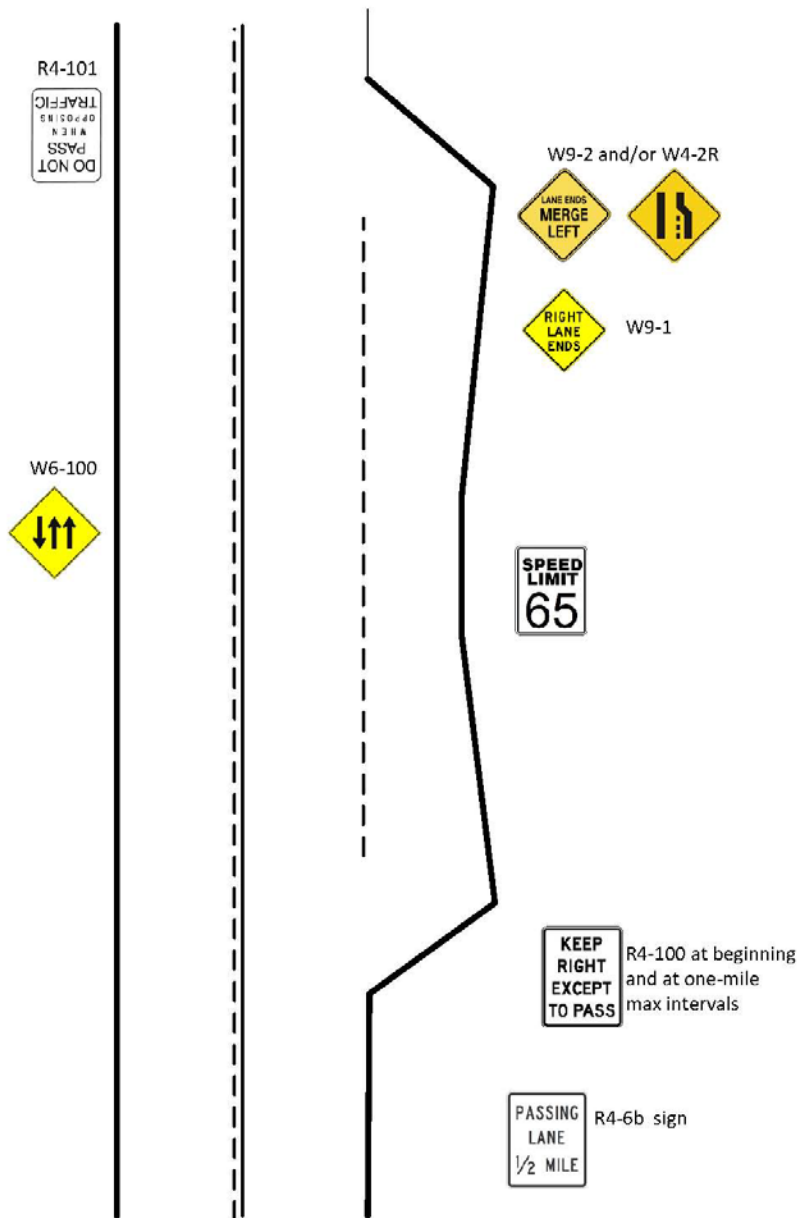 R4-101
DO NOT
PASS
WHEN
OPPOSING
TRAFFIC
W9-2 and/or W4-2R
LANE ENDS
MERGE
LEFT
RIGHT
LANE
ENDS
W9-1
W6-100
SPEED
LIMIT
65
KEEP
RIGHT
EXCEPT
TO PASS
R4-100 at beginning
and at one-mile
max intervals
PASSING
LANE
1/2 MILE
R4-6b sign